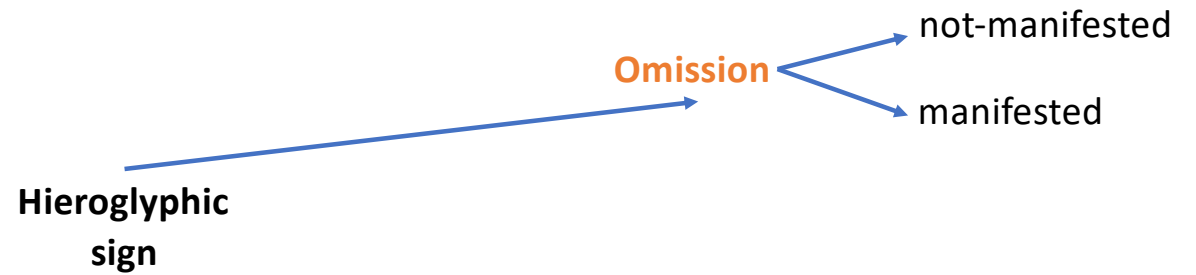 not-manifested
Omission
manifested
Hieroglyphic
sign